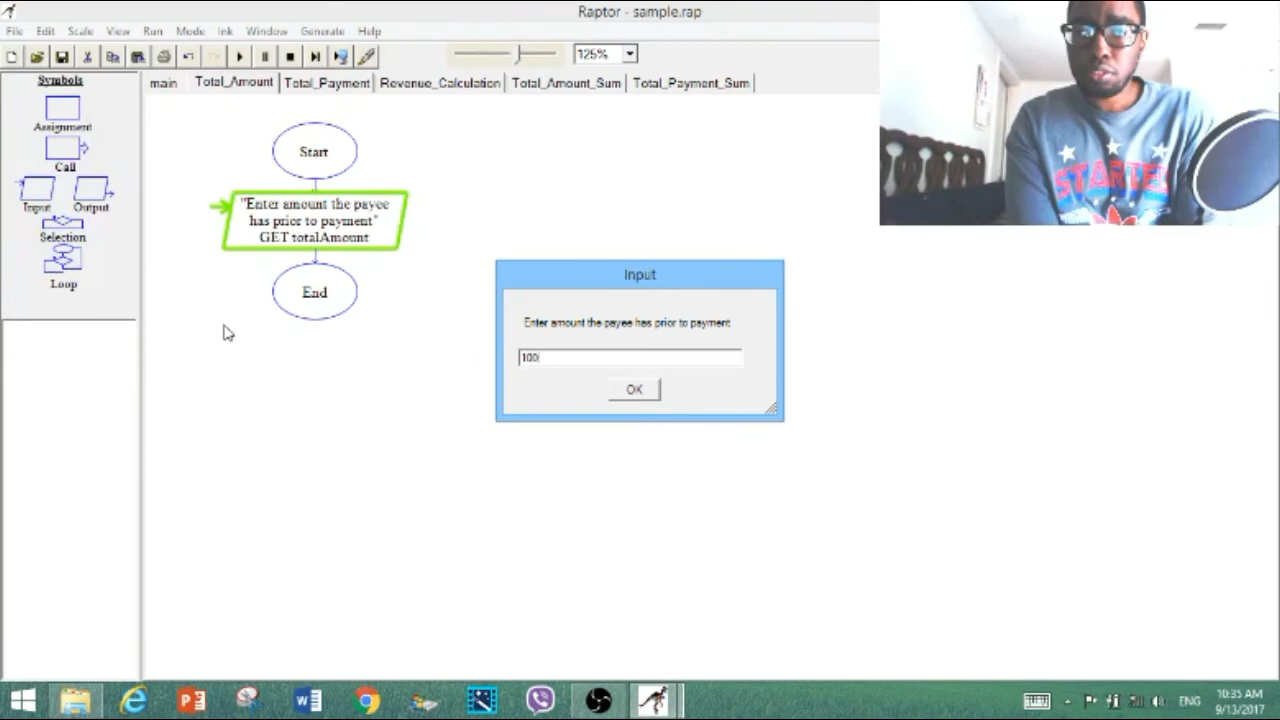 Raptor - sample.rap
File Edit Scale View Run Mode Ink Window Generate Help
125%
Symbols
Assignment
Call
Input Output
Selection
Loop
main Total_Amount Total_Payment Revenue_Calculation Total_Amount_Sum Total_Payment_Sum
Start
"Enter amount the payee
has prior to payment"
GET totalAmount
End
Input
Enter amount the payee has prior to payment
100
OK
STARTED
ENG
10:35 AM
9/13/2017